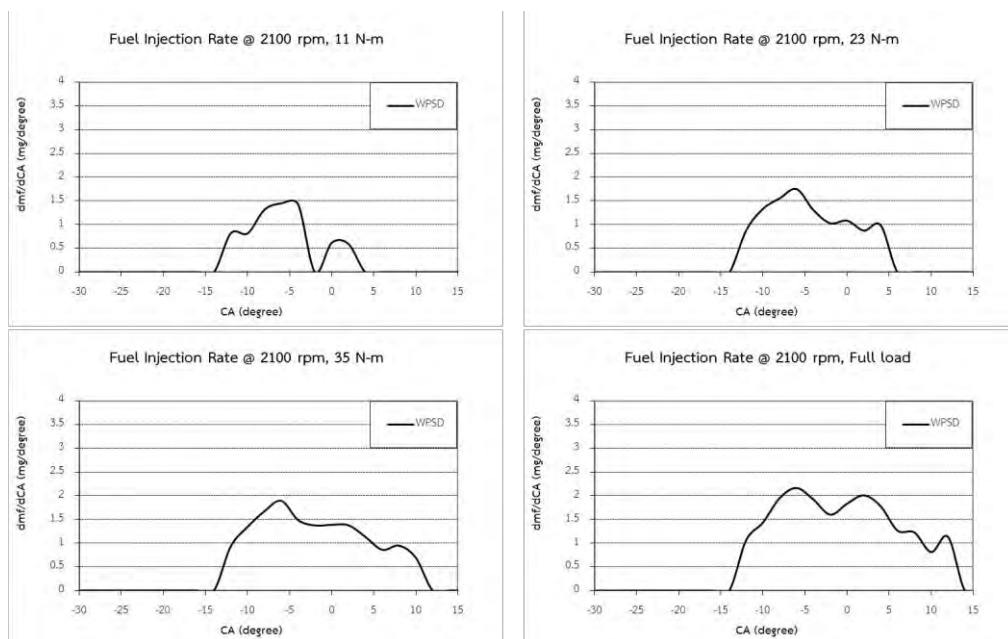 Fuel Injection Rate @ 2100 rpm, 11 N-m
dmf/dCA (mg/degree)
4
3.5
3
2.5
2
1.5
1
0.5
0
WPSD
-30 -25 -20 -15 -10 -5 0 5 10 15
CA (degree)
Fuel Injection Rate @ 2100 rpm, 23 N-m
dmf/dCA (mg/degree)
4
3.5
3
2.5
2
1.5
1
0.5
0
WPSD
-30 -25 -20 -15 -10 -5 0 5 10 15
CA (degree)
Fuel Injection Rate @ 2100 rpm, 35 N-m
dmf/dCA (mg/degree)
4
3.5
3
2.5
2
1.5
1
0.5
0
WPSD
-30 -25 -20 -15 -10 -5 0 5 10 15
CA (degree)
Fuel Injection Rate @ 2100 rpm, Full load
dmf/dCA (mg/degree)
4
3.5
3
2.5
2
1.5
1
0.5
0
WPSD
-30 -25 -20 -15 -10 -5 0 5 10 15
CA (degree)